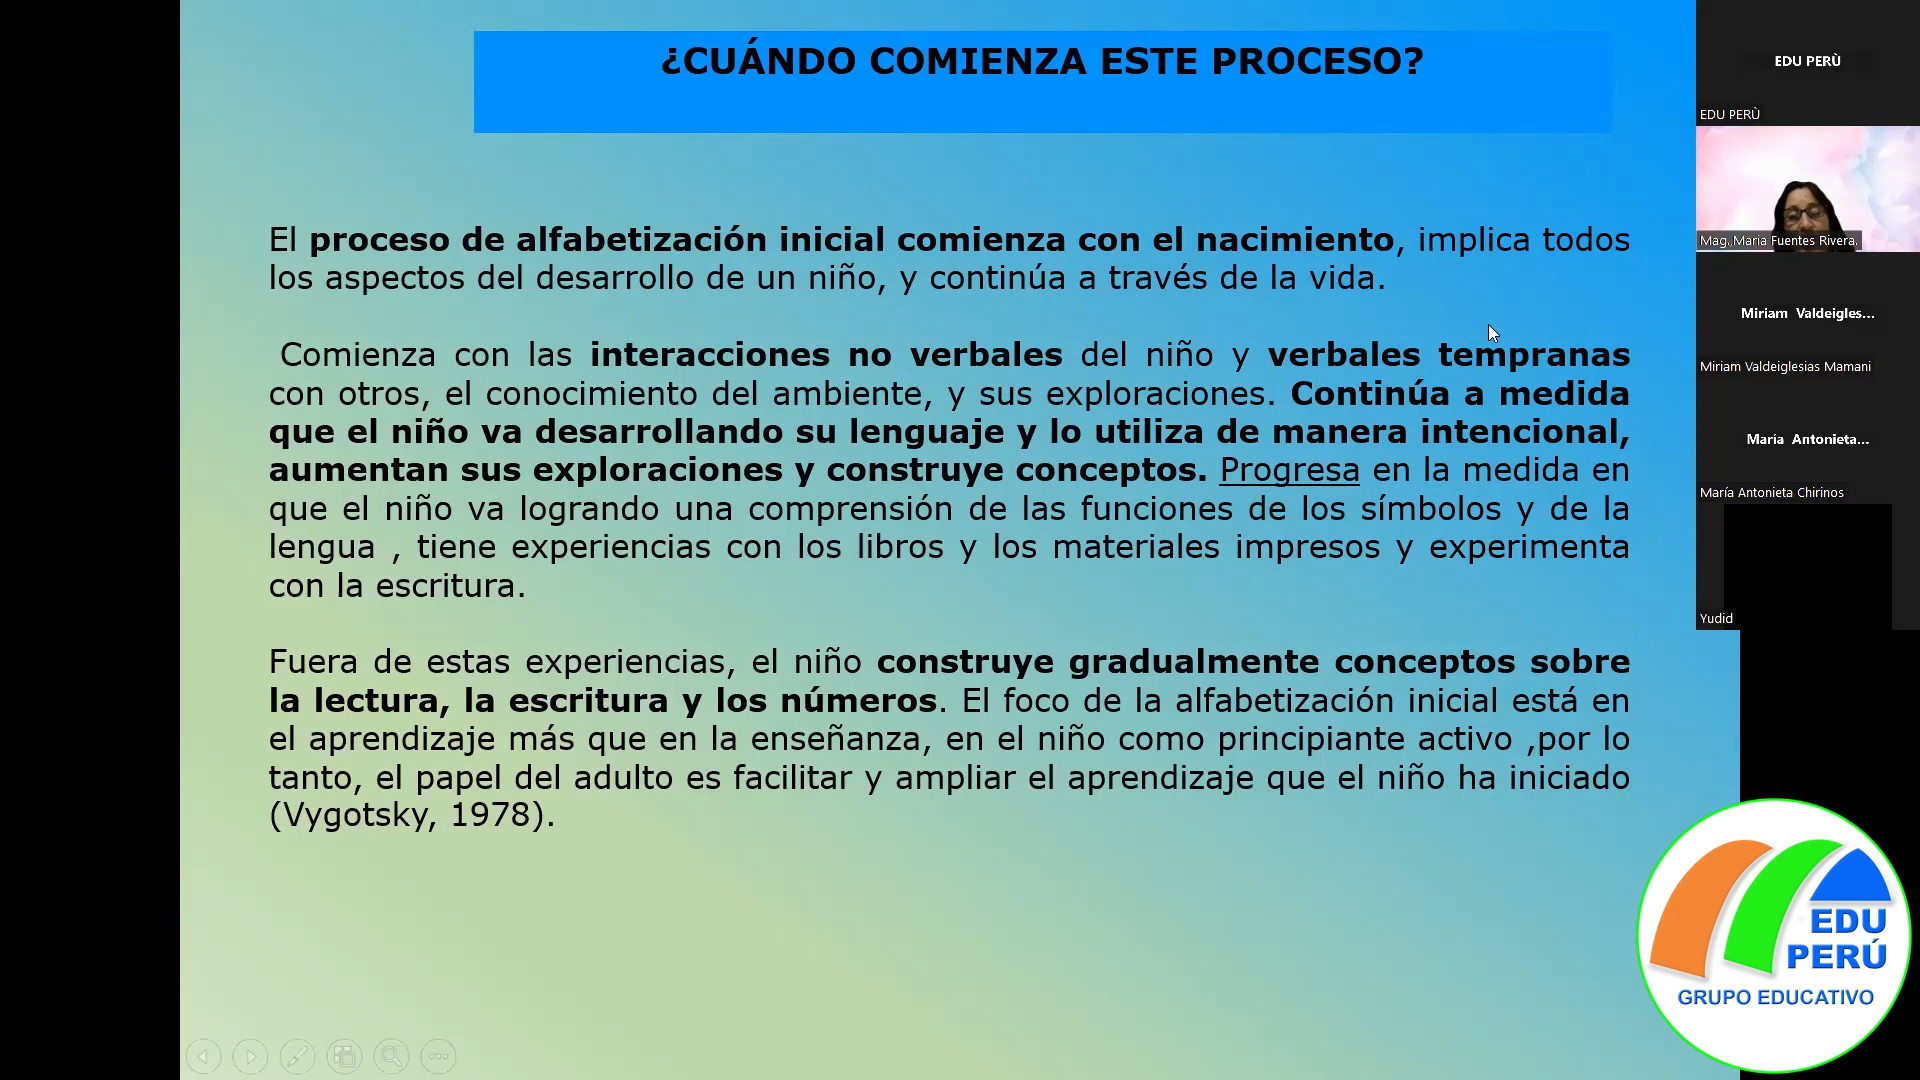 ¿CUÁNDO COMIENZA ESTE PROCESO?
El proceso de alfabetización inicial comienza con el nacimiento, implica todos
los aspectos del desarrollo de un niño, y continúa a través de la vida.
Comienza con las interacciones no verbales del niño y verbales tempranas
con otros, el conocimiento del ambiente, y sus exploraciones. Continúa a medida
que el niño va desarrollando su lenguaje y lo utiliza de manera intencional,
aumentan sus exploraciones y construye conceptos. Progresa en la medida en
que el niño va logrando una comprensión de las funciones de los símbolos y de la
lengua , tiene experiencias con los libros y los materiales impresos y experimenta
con la escritura.
Fuera de estas experiencias, el niño construye gradualmente conceptos sobre
la lectura, la escritura y los números. El foco de la alfabetización inicial está en
el aprendizaje más que en la enseñanza, en el niño como principiante activo ,por lo
tanto, el papel del adulto es facilitar y ampliar el aprendizaje que el niño ha iniciado
(Vygotsky, 1978).
EDU PERÙ
EDU PERÙ
Mag. Maria Fuentes Rivera.
Miriam Valdeigles...
Miriam Valdeiglesias Mamani
María Antonieta...
María Antonieta Chirinos
Yudid
EDU
PERÚ
GRUPO EDUCATIVO